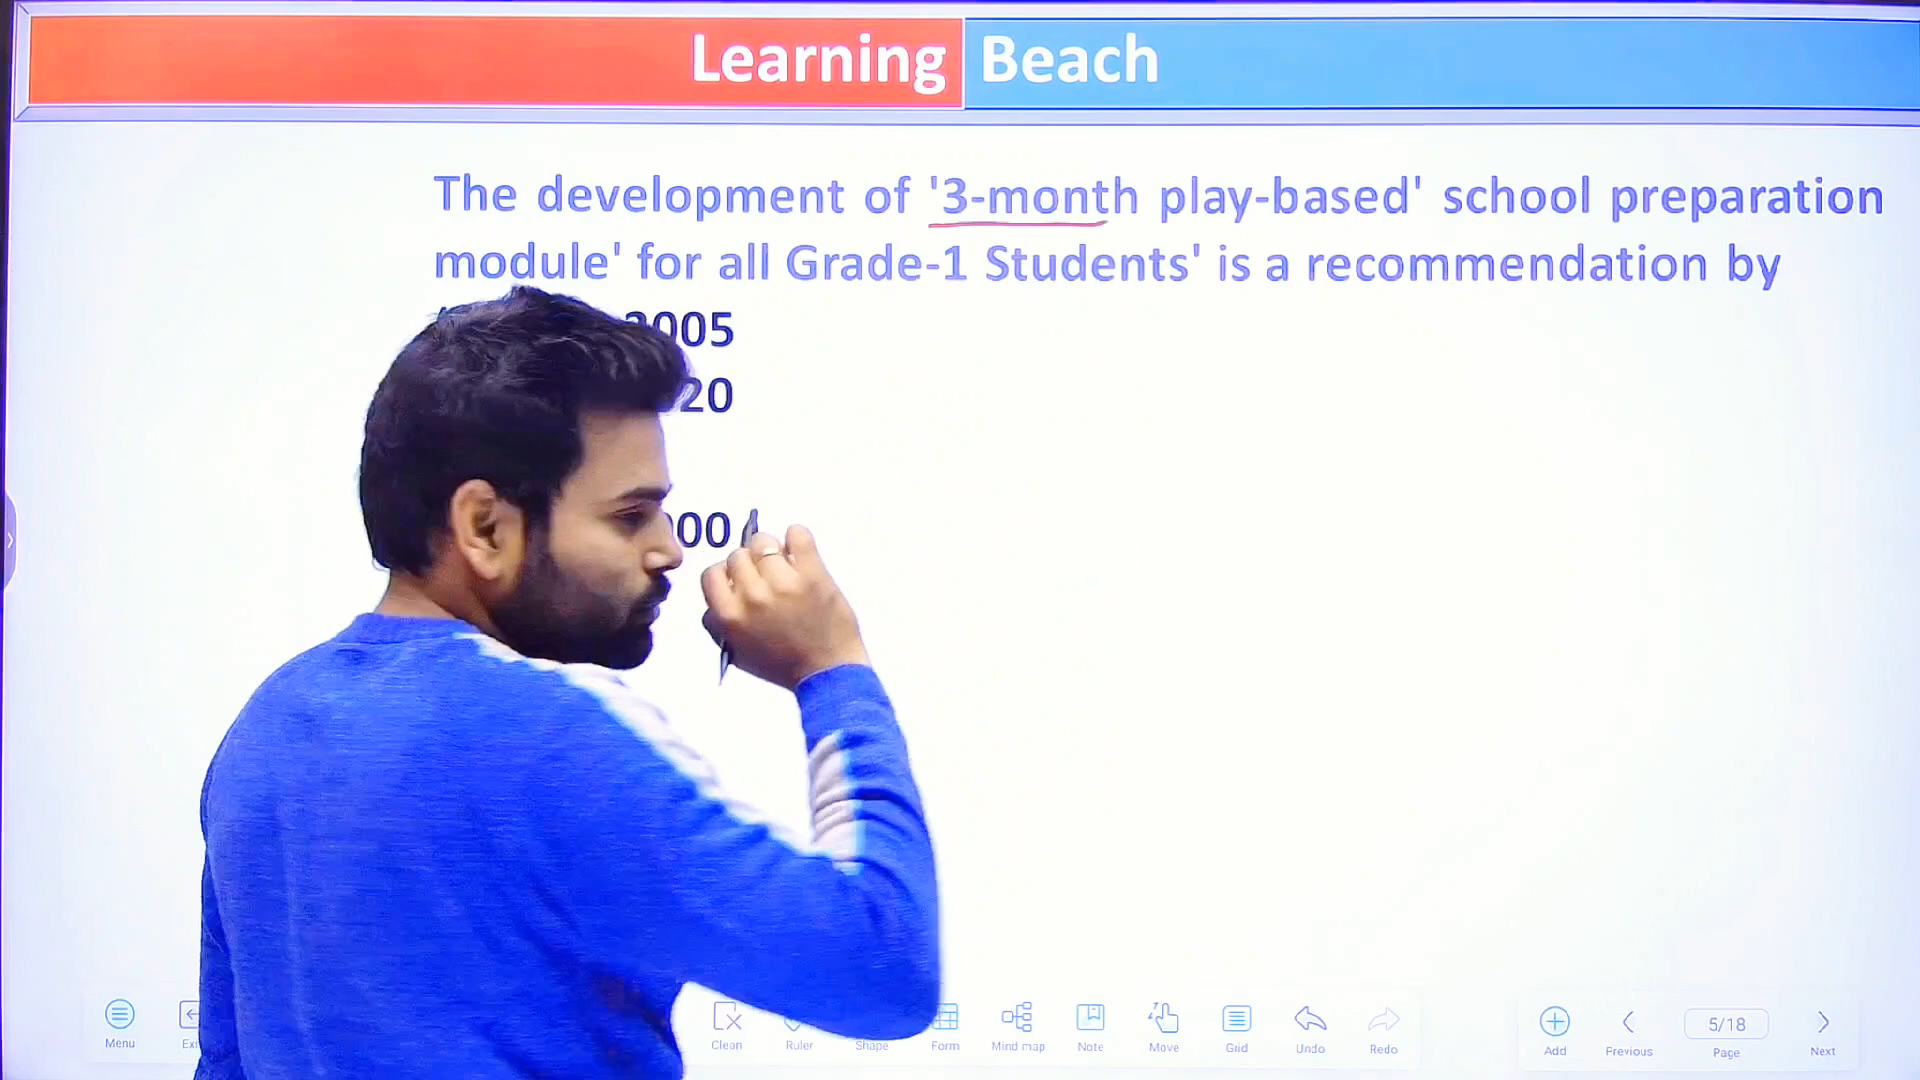 Learning Beach
The development of '3-month play-based' school preparation
module' for all Grade-1 Students' is a recommendation by
2005
20
00
Menu
Clean
Ruler
Shape
Form
Mind map
Note
Move
Grid
Undo
Redo
Add
Previous
5/18
Page
Next